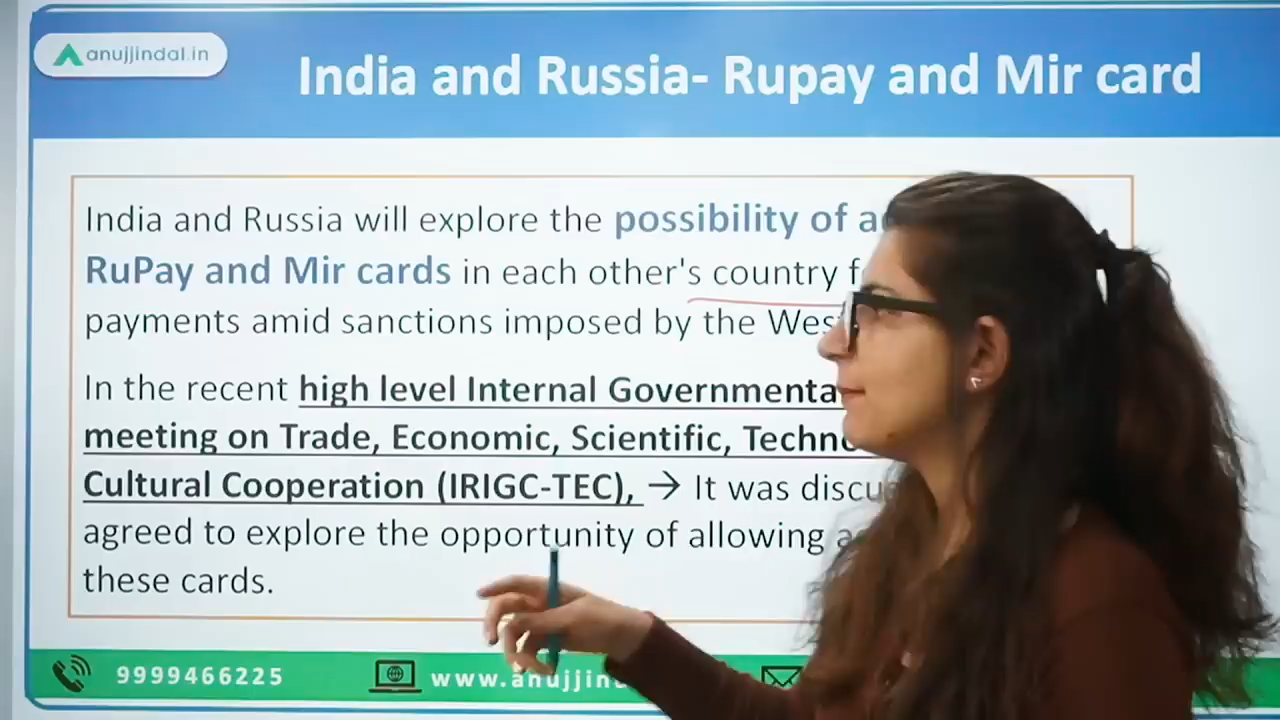 anujjindal.in
India and Russia- Rupay and Mir card
India and Russia will explore the possibility of
RuPay and Mir cards in each other's country
payments amid sanctions imposed by the
In the recent high level Internal
meeting on Trade, Economic, Scientific,
Cultural Cooperation (IRIGC-TEC), → It was
agreed to explore the opportunity of allowing
these cards.
9999466225